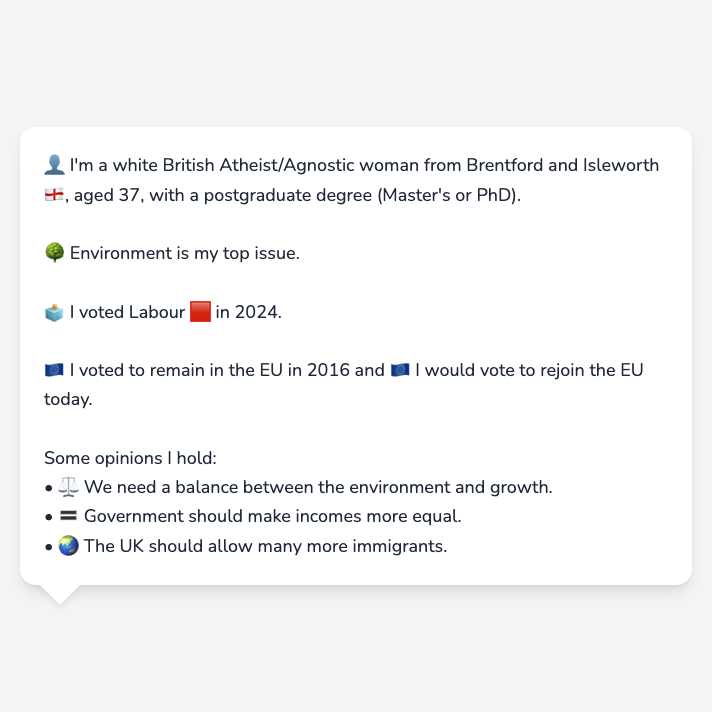 👤 I'm a white British Atheist/Agnostic woman from Brentford and Isleworth
🏴󠁧󠁢󠁥󠁮󠁧󠁿, aged 37, with a postgraduate degree (Master's or PhD).
🌳 Environment is my top issue.
🗳️ I voted Labour 🟥 in 2024.
🇪🇺 I voted to remain in the EU in 2016 and 🇪🇺 I would vote to rejoin the EU
today.
Some opinions I hold:
• ⚖️ We need a balance between the environment and growth.
• 🟰 Government should make incomes more equal.
• 🌏 The UK should allow many more immigrants.